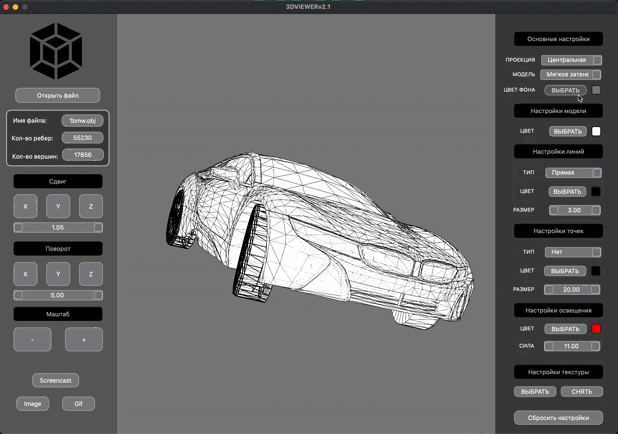 3DVIEWERv2.1
Открыть файл
Имя файла: 1bmw.obj
Кол-во ребер: 55230
Кол-во вершин: 17856
Сдвиг
X Y Z
1.05
Поворот
X Y Z
5.00
Маштаб
- +
Screencast
Image Gif
Основные настройки
ПРОЕКЦИЯ Центральная
МОДЕЛЬ Мягкое затене
ЦВЕТ ФОНА ВЫБРАТЬ
Настройки модели
ЦВЕТ ВЫБРАТЬ
Настройки линий
ТИП Прямая
ЦВЕТ ВЫБРАТЬ
РАЗМЕР 3.00
Настройки точек
ТИП Нет
ЦВЕТ ВЫБРАТЬ
РАЗМЕР 20.00
Настройки освещения
ЦВЕТ ВЫБРАТЬ
СИЛА 11.00
Настройки текстуры
ВЫБРАТЬ СНЯТЬ
Сбросить настройки